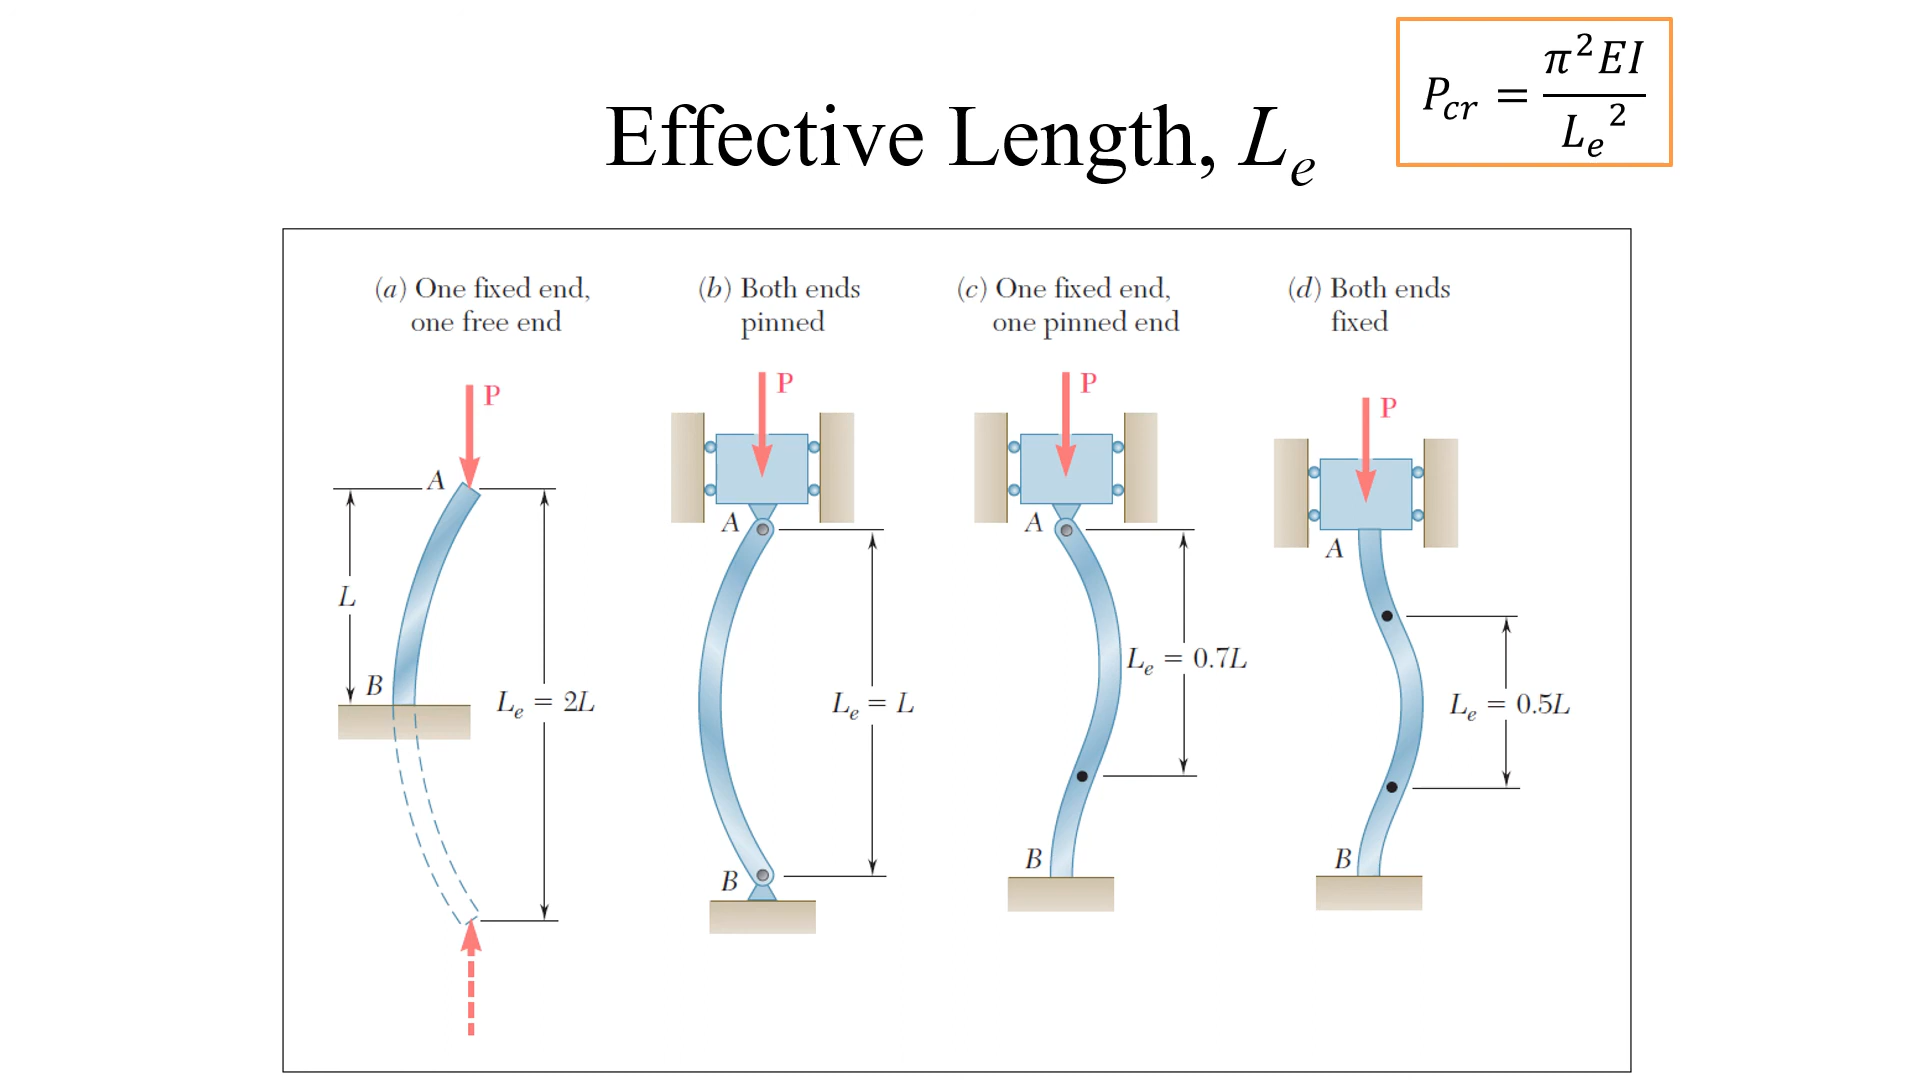 Effective Length, Lₑ
P_cr = π²EI / Lₑ²
(a) One fixed end,
one free end
(b) Both ends
pinned
(c) One fixed end,
one pinned end
(d) Both ends
fixed
P
A
L
B
Lₑ = 2L
P
A
Lₑ = L
B
P
A
Lₑ = 0.7L
B
P
A
Lₑ = 0.5L
B